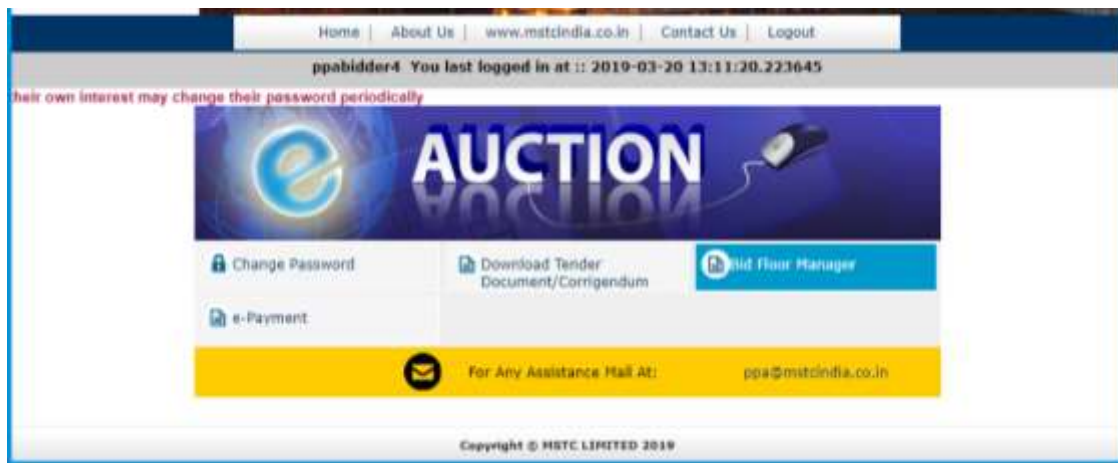 Home | About Us | www.mstcindia.co.in | Contact Us | Logout
ppabidder4 You last logged in at :: 2019-03-20 13:11:20.223645
their own interest may change their password periodically
e AUCTION
Change Password
Download Tender
Document/Corrigendum
Bid Floor Manager
e-Payment
For Any Assistance Mail At: ppa@mstcindia.co.in
Copyright © MSTC LIMITED 2019